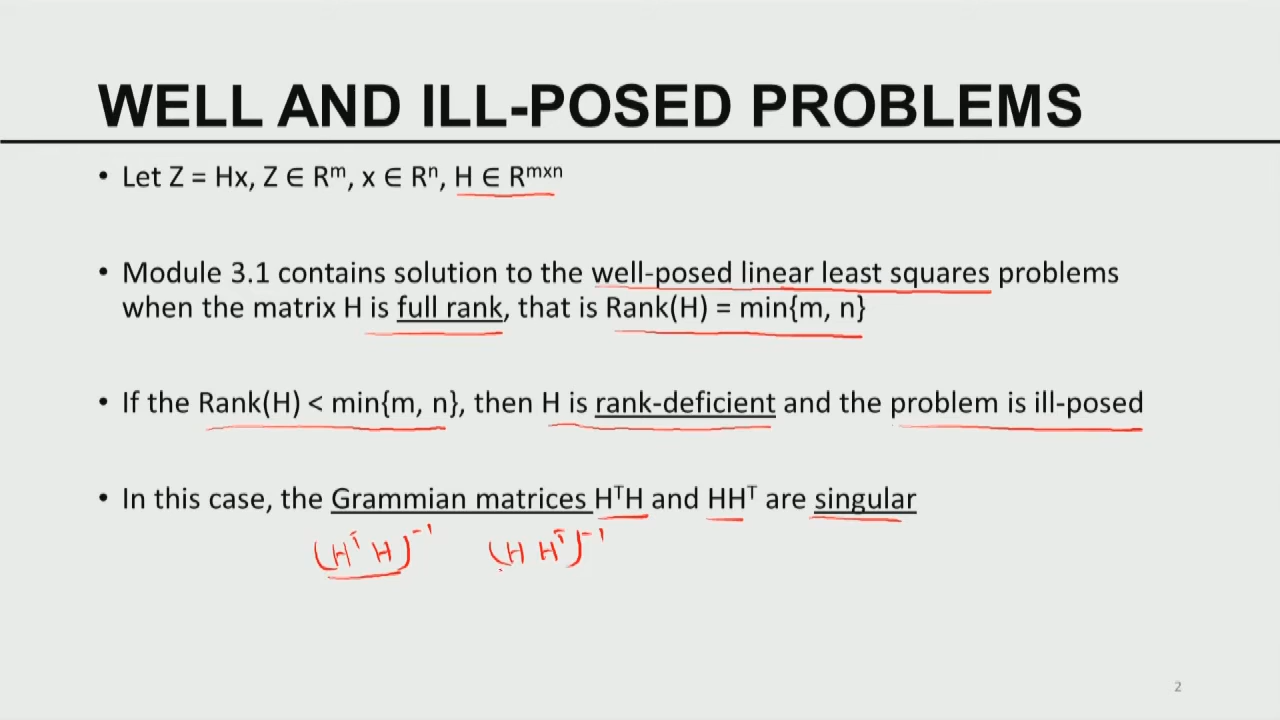 WELL AND ILL-POSED PROBLEMS
• Let Z = Hx, Z ∈ Rᵐ, x ∈ Rⁿ, H ∈ Rᵐˣⁿ
• Module 3.1 contains solution to the well-posed linear least squares problems
when the matrix H is full rank, that is Rank(H) = min{m, n}
• If the Rank(H) < min{m, n}, then H is rank-deficient and the problem is ill-posed
• In this case, the Grammian matrices HᵀH and HHᵀ are singular
(Hᵀ H)⁻¹ (H Hᵀ)⁻¹
2